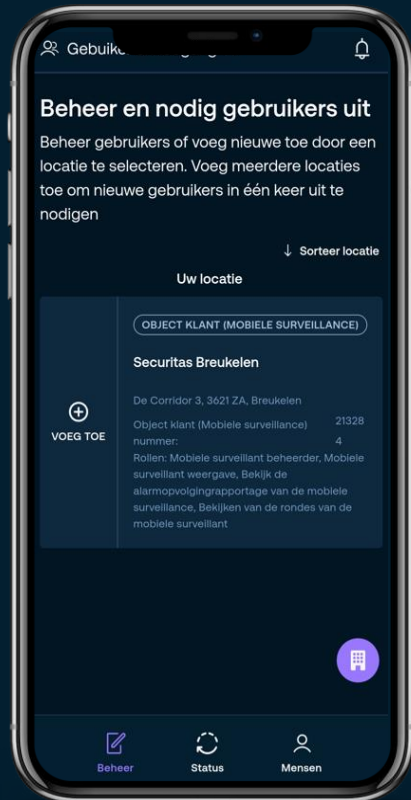 Gebuike
Beheer en nodig gebruikers uit
Beheer gebruikers of voeg nieuwe toe door een
locatie te selecteren. Voeg meerdere locaties
toe om nieuwe gebruikers in één keer uit te
nodigen
↓ Sorteer locatie
Uw locatie
OBJECT KLANT (MOBIELE SURVEILLANCE)
Securitas Breukelen
De Corridor 3, 3621 ZA, Breukelen
Object klant (Mobiele surveillance) 21328
nummer: 4
Rollen: Mobiele surveillant beheerder, Mobiele
surveillant weergave, Bekijk de
alarmopvolgingrapportage van de mobiele
surveillance, Bekijken van de rondes van de
mobiele surveillant
VOEG TOE
Beheer Status Mensen